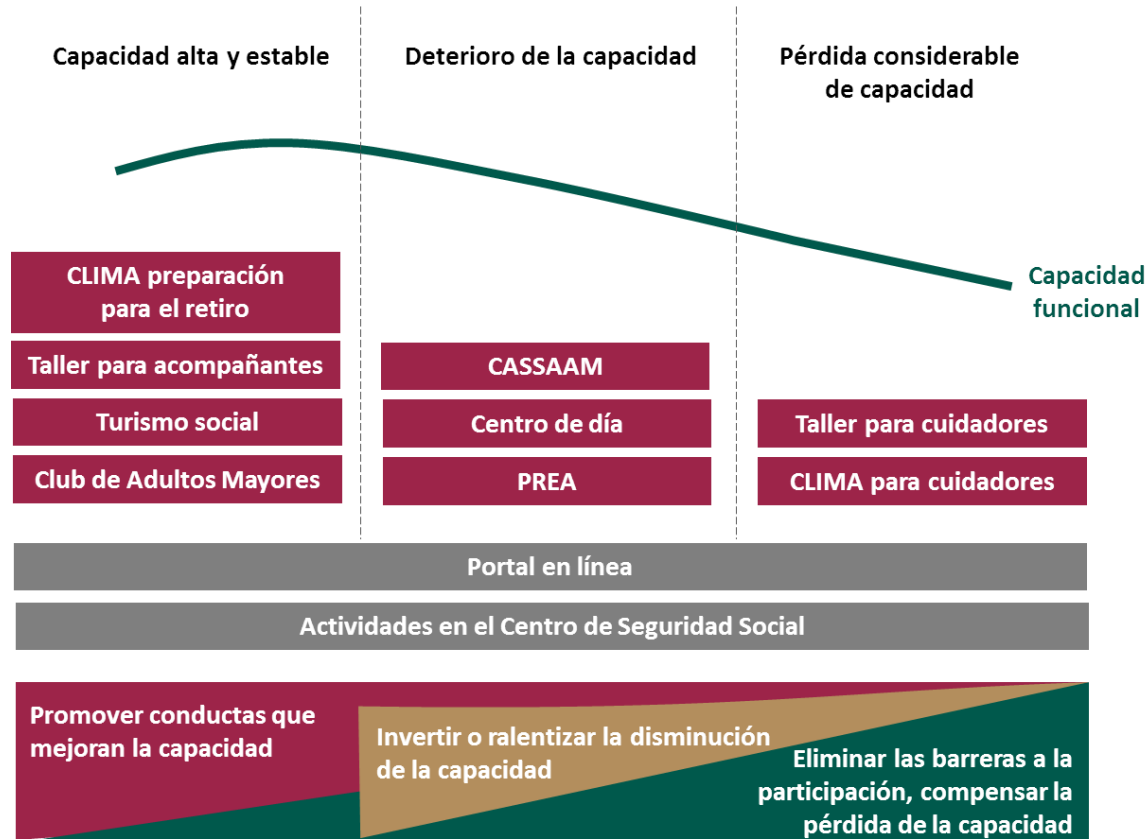 Capacidad alta y estable
Deterioro de la capacidad
Pérdida considerable
de capacidad
Capacidad
funcional
CLIMA preparación
para el retiro
Taller para acompañantes
Turismo social
Club de Adultos Mayores
CASSAAM
Centro de día
PREA
Taller para cuidadores
CLIMA para cuidadores
Portal en línea
Actividades en el Centro de Seguridad Social
Promover conductas que
mejoran la capacidad
Invertir o ralentizar la disminución
de la capacidad
Eliminar las barreras a la
participación, compensar la
pérdida de la capacidad